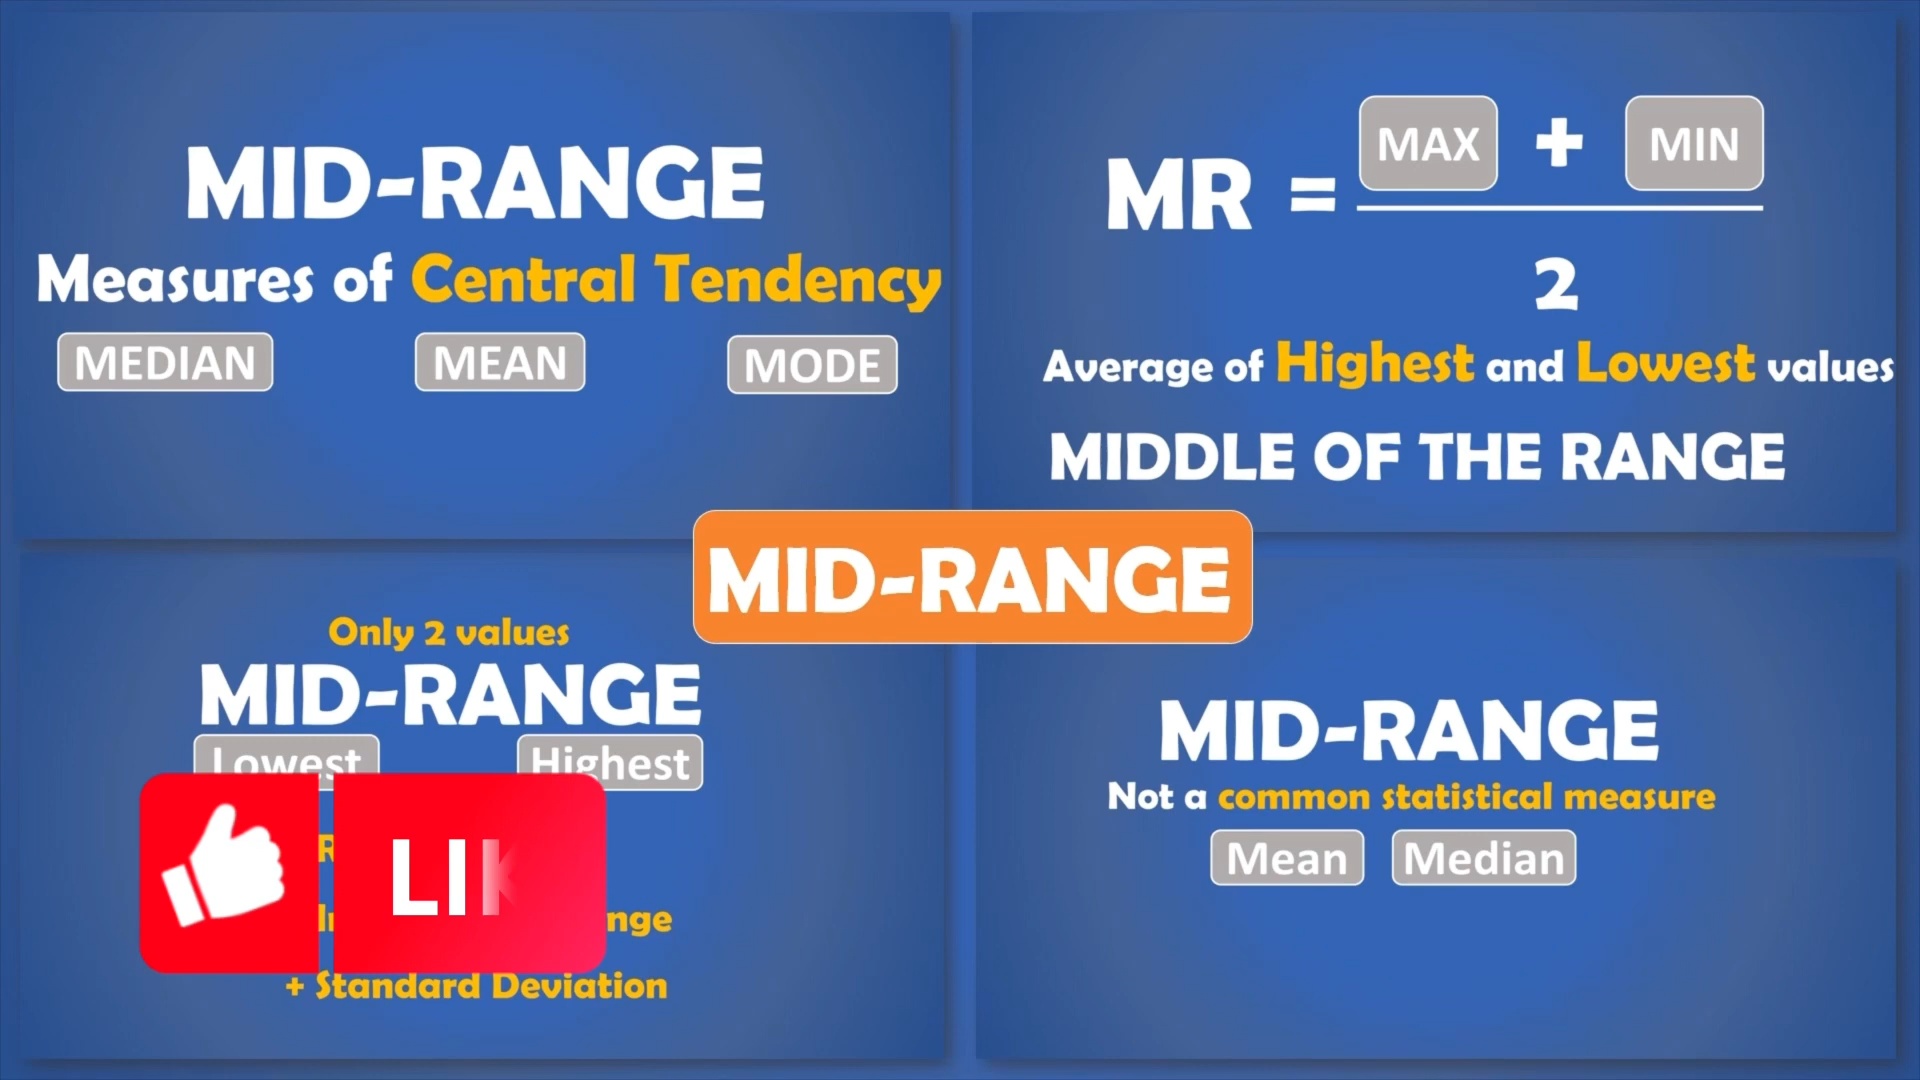 MID-RANGE
Measures of Central Tendency
MEDIAN MEAN MODE
MR = MAX + MIN
2
Average of Highest and Lowest values
MIDDLE OF THE RANGE
MID-RANGE
Only 2 values
MID-RANGE
Lowest Highest
+ Standard Deviation
MID-RANGE
Not a common statistical measure
Mean Median